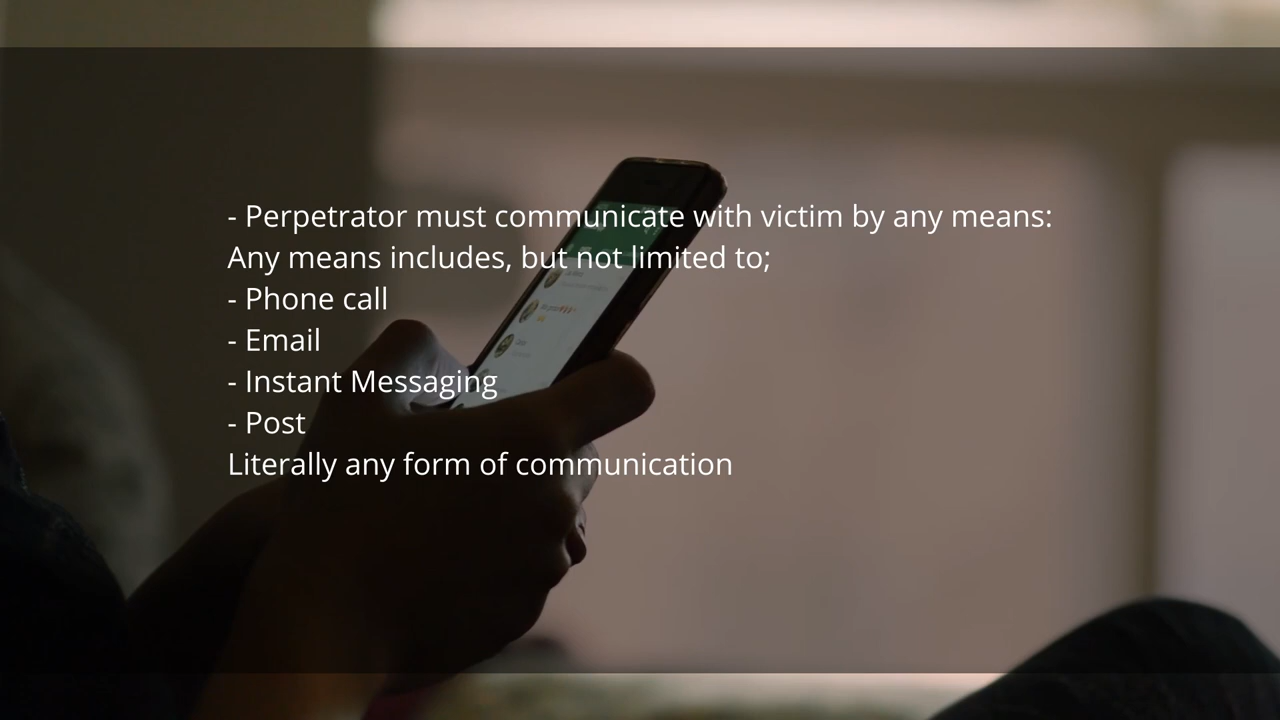 - Perpetrator must communicate with victim by any means:
Any means includes, but not limited to;
- Phone call
- Email
- Instant Messaging
- Post
Literally any form of communication